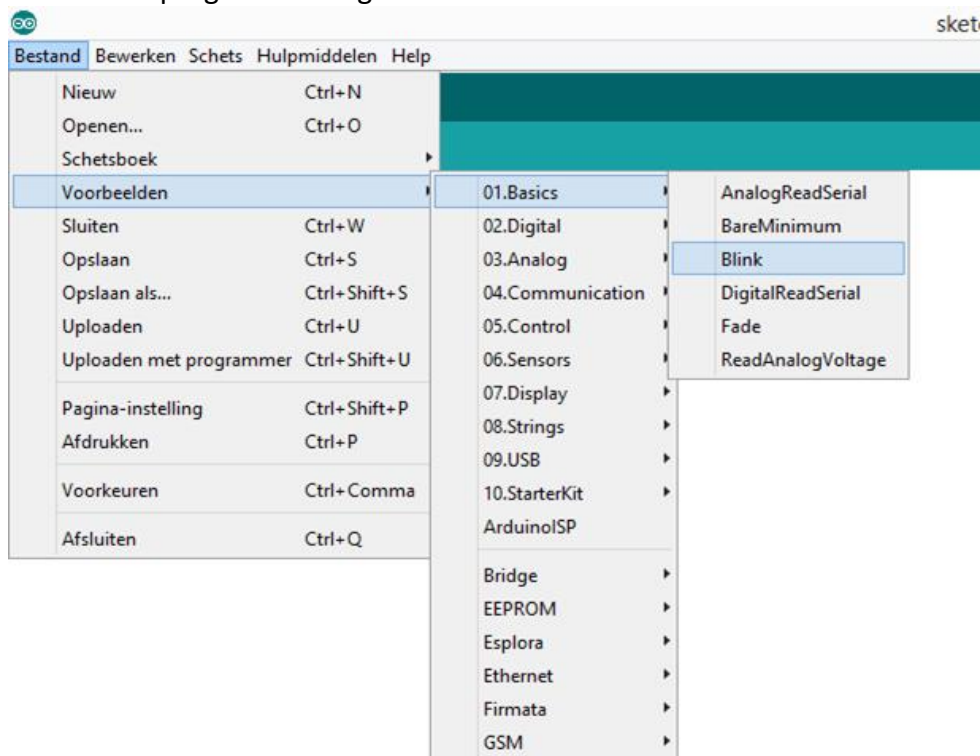 sket
Bestand Bewerken Schets Hulpmiddelen Help
Nieuw Ctrl+N
Openen... Ctrl+O
Schetsboek
Voorbeelden
Sluiten Ctrl+W
Opslaan Ctrl+S
Opslaan als... Ctrl+Shift+S
Uploaden Ctrl+U
Uploaden met programmer Ctrl+Shift+U
Pagina-instelling Ctrl+Shift+P
Afdrukken Ctrl+P
Voorkeuren Ctrl+Comma
Afsluiten Ctrl+Q
01.Basics
02.Digital
03.Analog
04.Communication
05.Control
06.Sensors
07.Display
08.Strings
09.USB
10.StarterKit
ArduinoISP
Bridge
EEPROM
Esplora
Ethernet
Firmata
GSM
AnalogReadSerial
BareMinimum
Blink
DigitalReadSerial
Fade
ReadAnalogVoltage